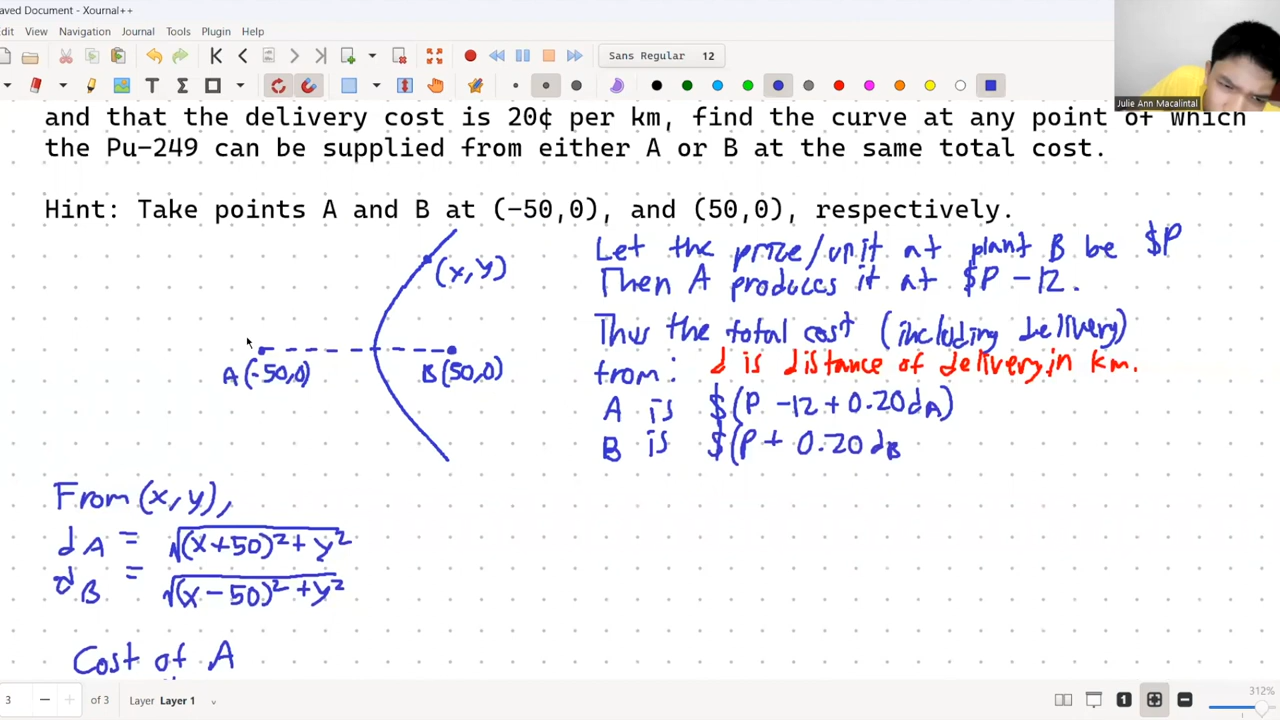 aved Document - Xournal++
Edit View Navigation Journal Tools Plugin Help
Sans Regular 12
Julie Ann Macalintal
and that the delivery cost is 20¢ per km, find the curve at any point of which
the Pu-249 can be supplied from either A or B at the same total cost.
Hint: Take points A and B at (-50,0), and (50,0), respectively.
(x,y)
A(-50,0)
B(50,0)
Let the price/unit at plant B be $P
Then A produces it at $P -12.
Thus the total cost (including delivery)
from: d is distance of delivery,in km.
A is $(P -12 + 0.20dA)
B is $(P + 0.20dB
From (x,y),
dA = √(x+50)²+y²
dB = √(x-50)²+y²
Cost of A
3 of 3 Layer Layer 1 1 312%